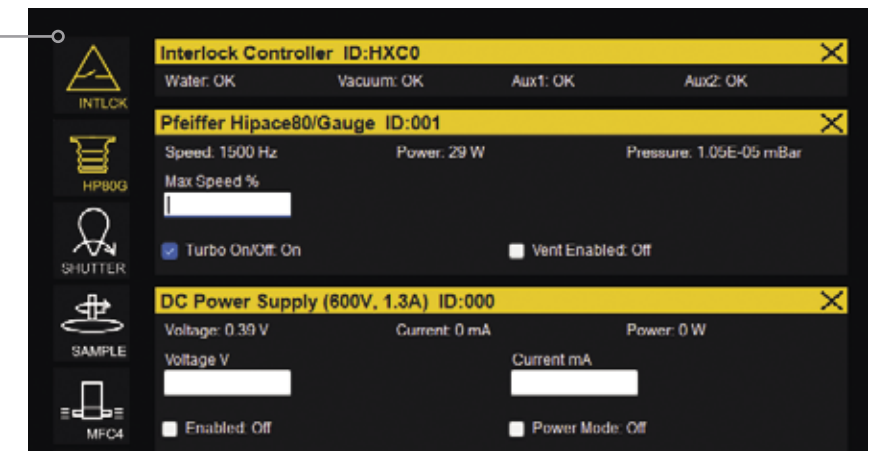 INTLCK
HP80G
SHUTTER
SAMPLE
MFC4
Interlock Controller ID:HXC0
Water: OK Vacuum: OK Aux1: OK Aux2: OK
Pfeiffer Hipace80/Gauge ID:001
Speed: 1500 Hz Power: 29 W Pressure: 1.05E-05 mBar
Max Speed %
Turbo On/Off: On Vent Enabled: Off
DC Power Supply (600V, 1.3A) ID:000
Voltage: 0.39 V Current: 0 mA Power: 0 W
Voltage V Current mA
Enabled: Off Power Mode: Off